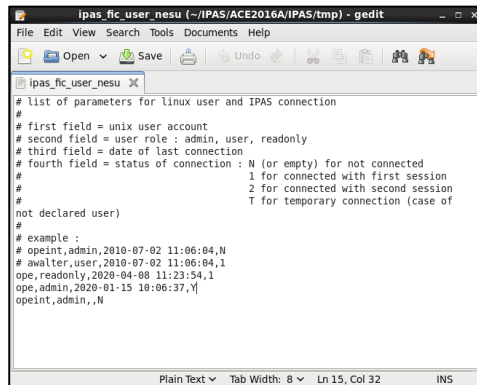 ipas_fic_user_nesu (~/IPAS/ACE2016A/IPAS/tmp) - gedit
File Edit View Search Tools Documents Help
Open Save Undo
ipas_fic_user_nesu
# list of parameters for linux user and IPAS connection
#
# first field = unix user account
# second field = user role : admin, user, readonly
# third field = date of last connection
# fourth field = status of connection : N (or empty) for not connected
# 1 for connected with first session
# 2 for connected with second session
# T for temporary connection (case of
not declared user)
#
# example :
# opeint,admin,2010-07-02 11:06:04,N
# awalter,user,2010-07-02 11:06:04,1
ope,readonly,2020-04-08 11:23:54,1
ope,admin,2020-01-15 10:06:37,Y
opeint,admin,,N
Plain Text Tab Width: 8 Ln 15, Col 32 INS